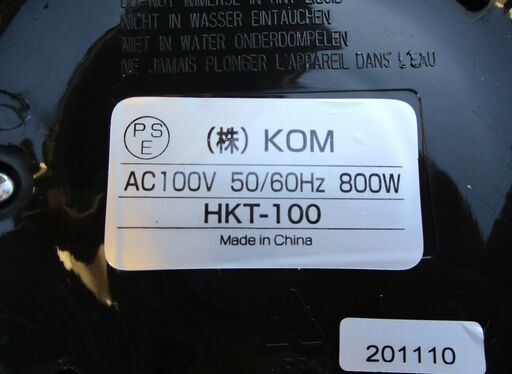 NICHT IN WASSER EINTAUCHEN
NIET IN WATER ONDERDOMPELEN
NE JAMAIS PLONGER L'APPAREIL DANS L'EAU
PSE
(株) KOM
AC100V 50/60Hz 800W
HKT-100
Made in China
201110